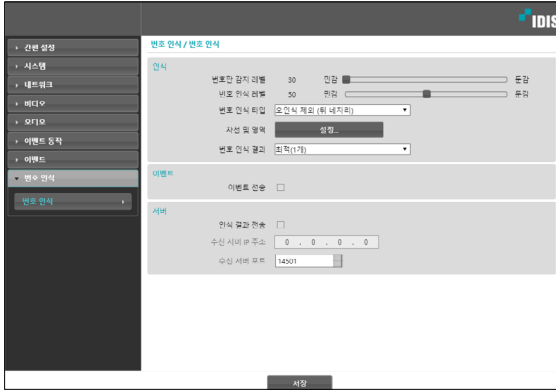 IDIS
간편 설정
시스템
네트워크
비디오
오디오
이벤트 동작
이벤트
번호 인식
번호 인식
번호 인식 / 번호 인식
인식
번호판 감지 레벨 30 민감 둔감
번호 인식 레벨 50 민감 둔감
번호 인식 타입 오인식 제외 (뒤 네자리)
사선 및 영역 설정...
번호 인식 결과 최적(1개)
이벤트
이벤트 전송
서버
인식 결과 전송
수신 서버 IP 주소 0 . 0 . 0 . 0
수신 서버 포트 14501
저장